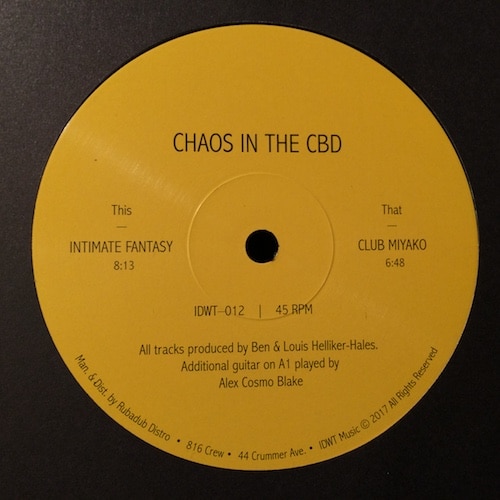 CHAOS IN THE CBD
This
—
INTIMATE FANTASY
8:13
That
—
CLUB MIYAKO
6:48
IDWT-012 | 45 RPM
All tracks produced by Ben & Louis Helliker-Hales.
Additional guitar on A1 played by
Alex Cosmo Blake
Man. & Dist. by Rubadub Distro • 816 Crew • 44 Crummer Ave. • IDWT Music © 2017 All Rights Reserved